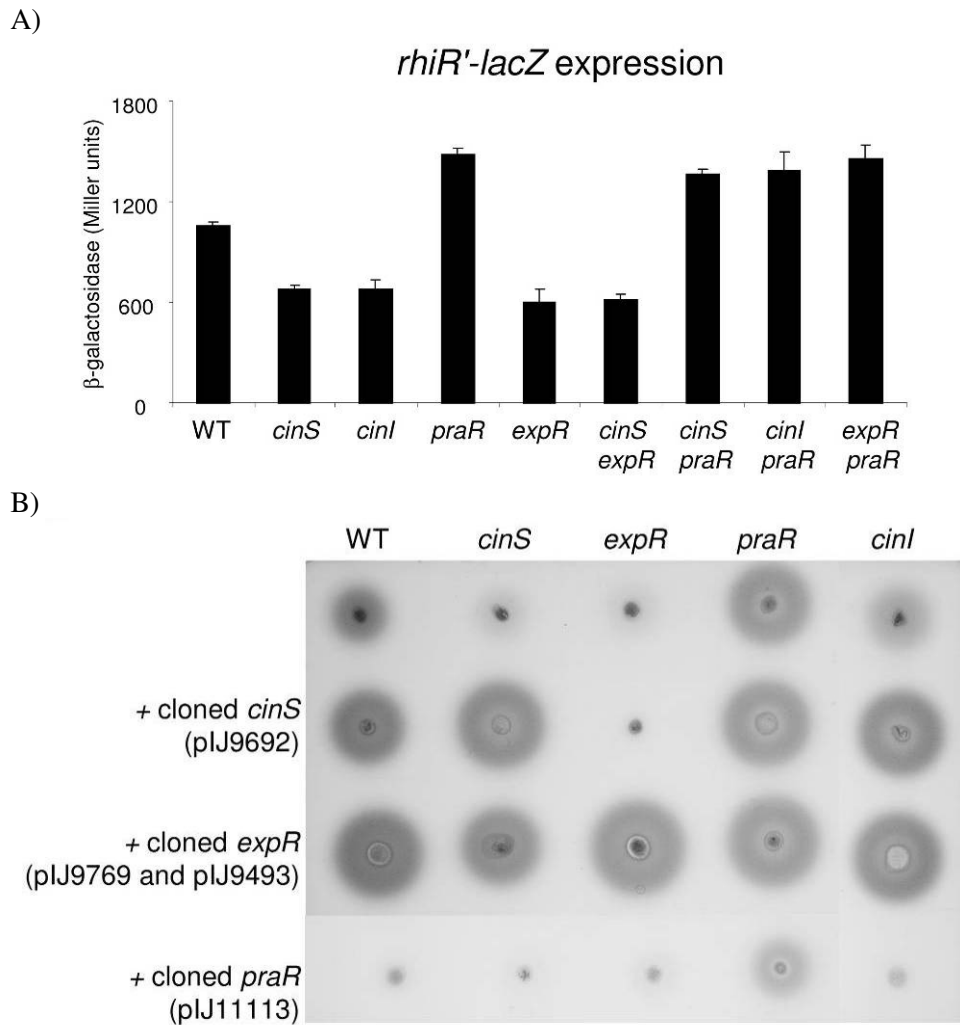 A)
rhiR'-lacZ expression
β-galactosidase (Miller units)
1800
1200
600
0
WT cinS cinI praR expR cinS expR cinS praR cinI praR expR praR
B)
WT cinS expR praR cinI
+ cloned cinS
(pIJ9692)
+ cloned expR
(pIJ9769 and pIJ9493)
+ cloned praR
(pIJ11113)